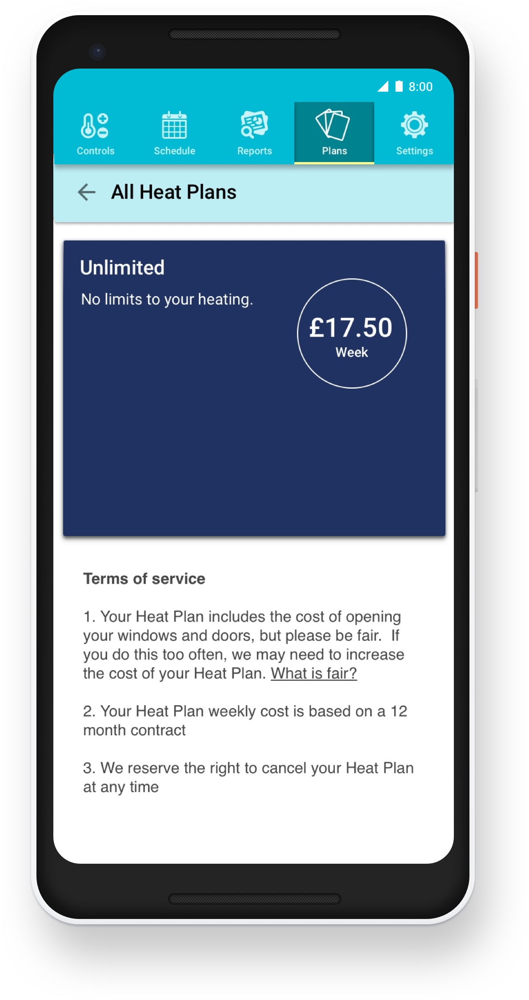 8:00
Controls
Schedule
Reports
Plans
Settings
All Heat Plans
Unlimited
No limits to your heating.
£17.50
Week
Terms of service
1. Your Heat Plan includes the cost of opening
your windows and doors, but please be fair.  If
you do this too often, we may need to increase
the cost of your Heat Plan. What is fair?
2. Your Heat Plan weekly cost is based on a 12
month contract
3. We reserve the right to cancel your Heat Plan
at any time